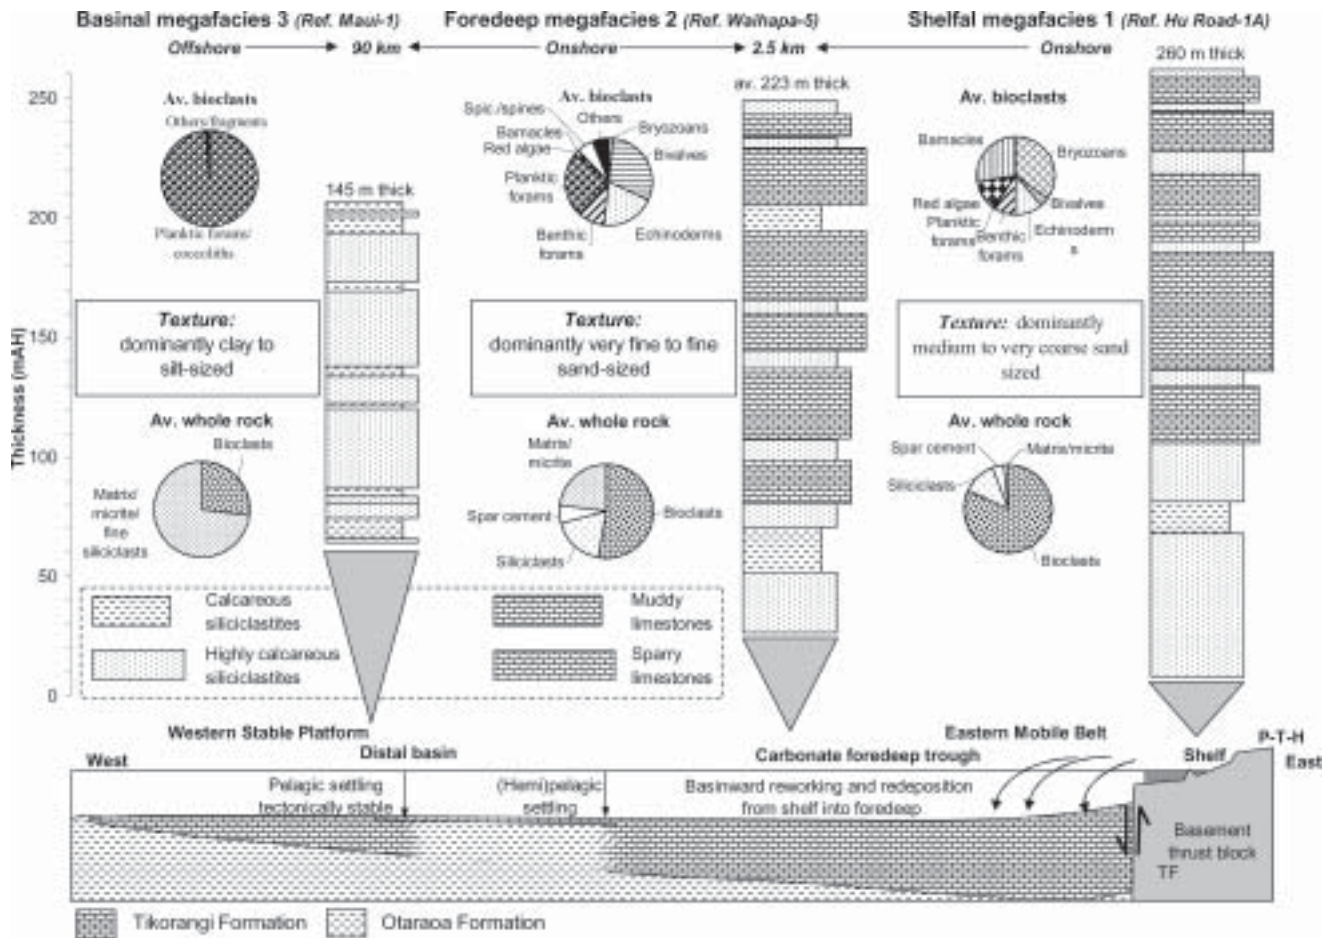 Basinal megafacies 3 (Ref. Maui-1)
Foredeep megafacies 2 (Ref. Waihapa-5)
Shelfal megafacies 1 (Ref. Hu Road-1A)
Offshore
90 km
Onshore
2.5 km
Onshore
260 m thick
av. 223 m thick
145 m thick
Thickness (mAH)
250
200
150
100
50
0
Av. bioclasts
Others/fragments
Planktic forams/
coccoliths
Texture:
dominantly clay to
silt-sized
Av. whole rock
Bioclasts
Matrix/
micrite/
fine
siliciclasts
Av. bioclasts
Spic./spines
Others
Barnacles
Bryozoans
Red algae
Bivalves
Planktic
forams
Benthic
forams
Echinoderms
Texture:
dominantly very fine to fine
sand-sized
Av. whole rock
Matrix/
micrite
Spar cement
Bioclasts
Siliciclasts
Av. bioclasts
Barnacles
Bryozoans
Red algae
Bivalves
Planktic
forams
Benthic
forams
Echinoderm
s
Texture: dominantly
medium to very coarse sand
sized
Av. whole rock
Spar cement
Matrix/micrite
Siliciclasts
Bioclasts
Calcareous
siliciclastites
Muddy
limestones
Highly calcareous
siliciclastites
Sparry
limestones
Western Stable Platform
Eastern Mobile Belt
P-T-H
West
Distal basin
Carbonate foredeep trough
Shelf
East
Pelagic settling
tectonically stable
(Hemi)pelagic
settling
Basinward reworking and redeposition
from shelf into foredeep
Basement
thrust block
TF
Tikorangi Formation
Otaraoa Formation